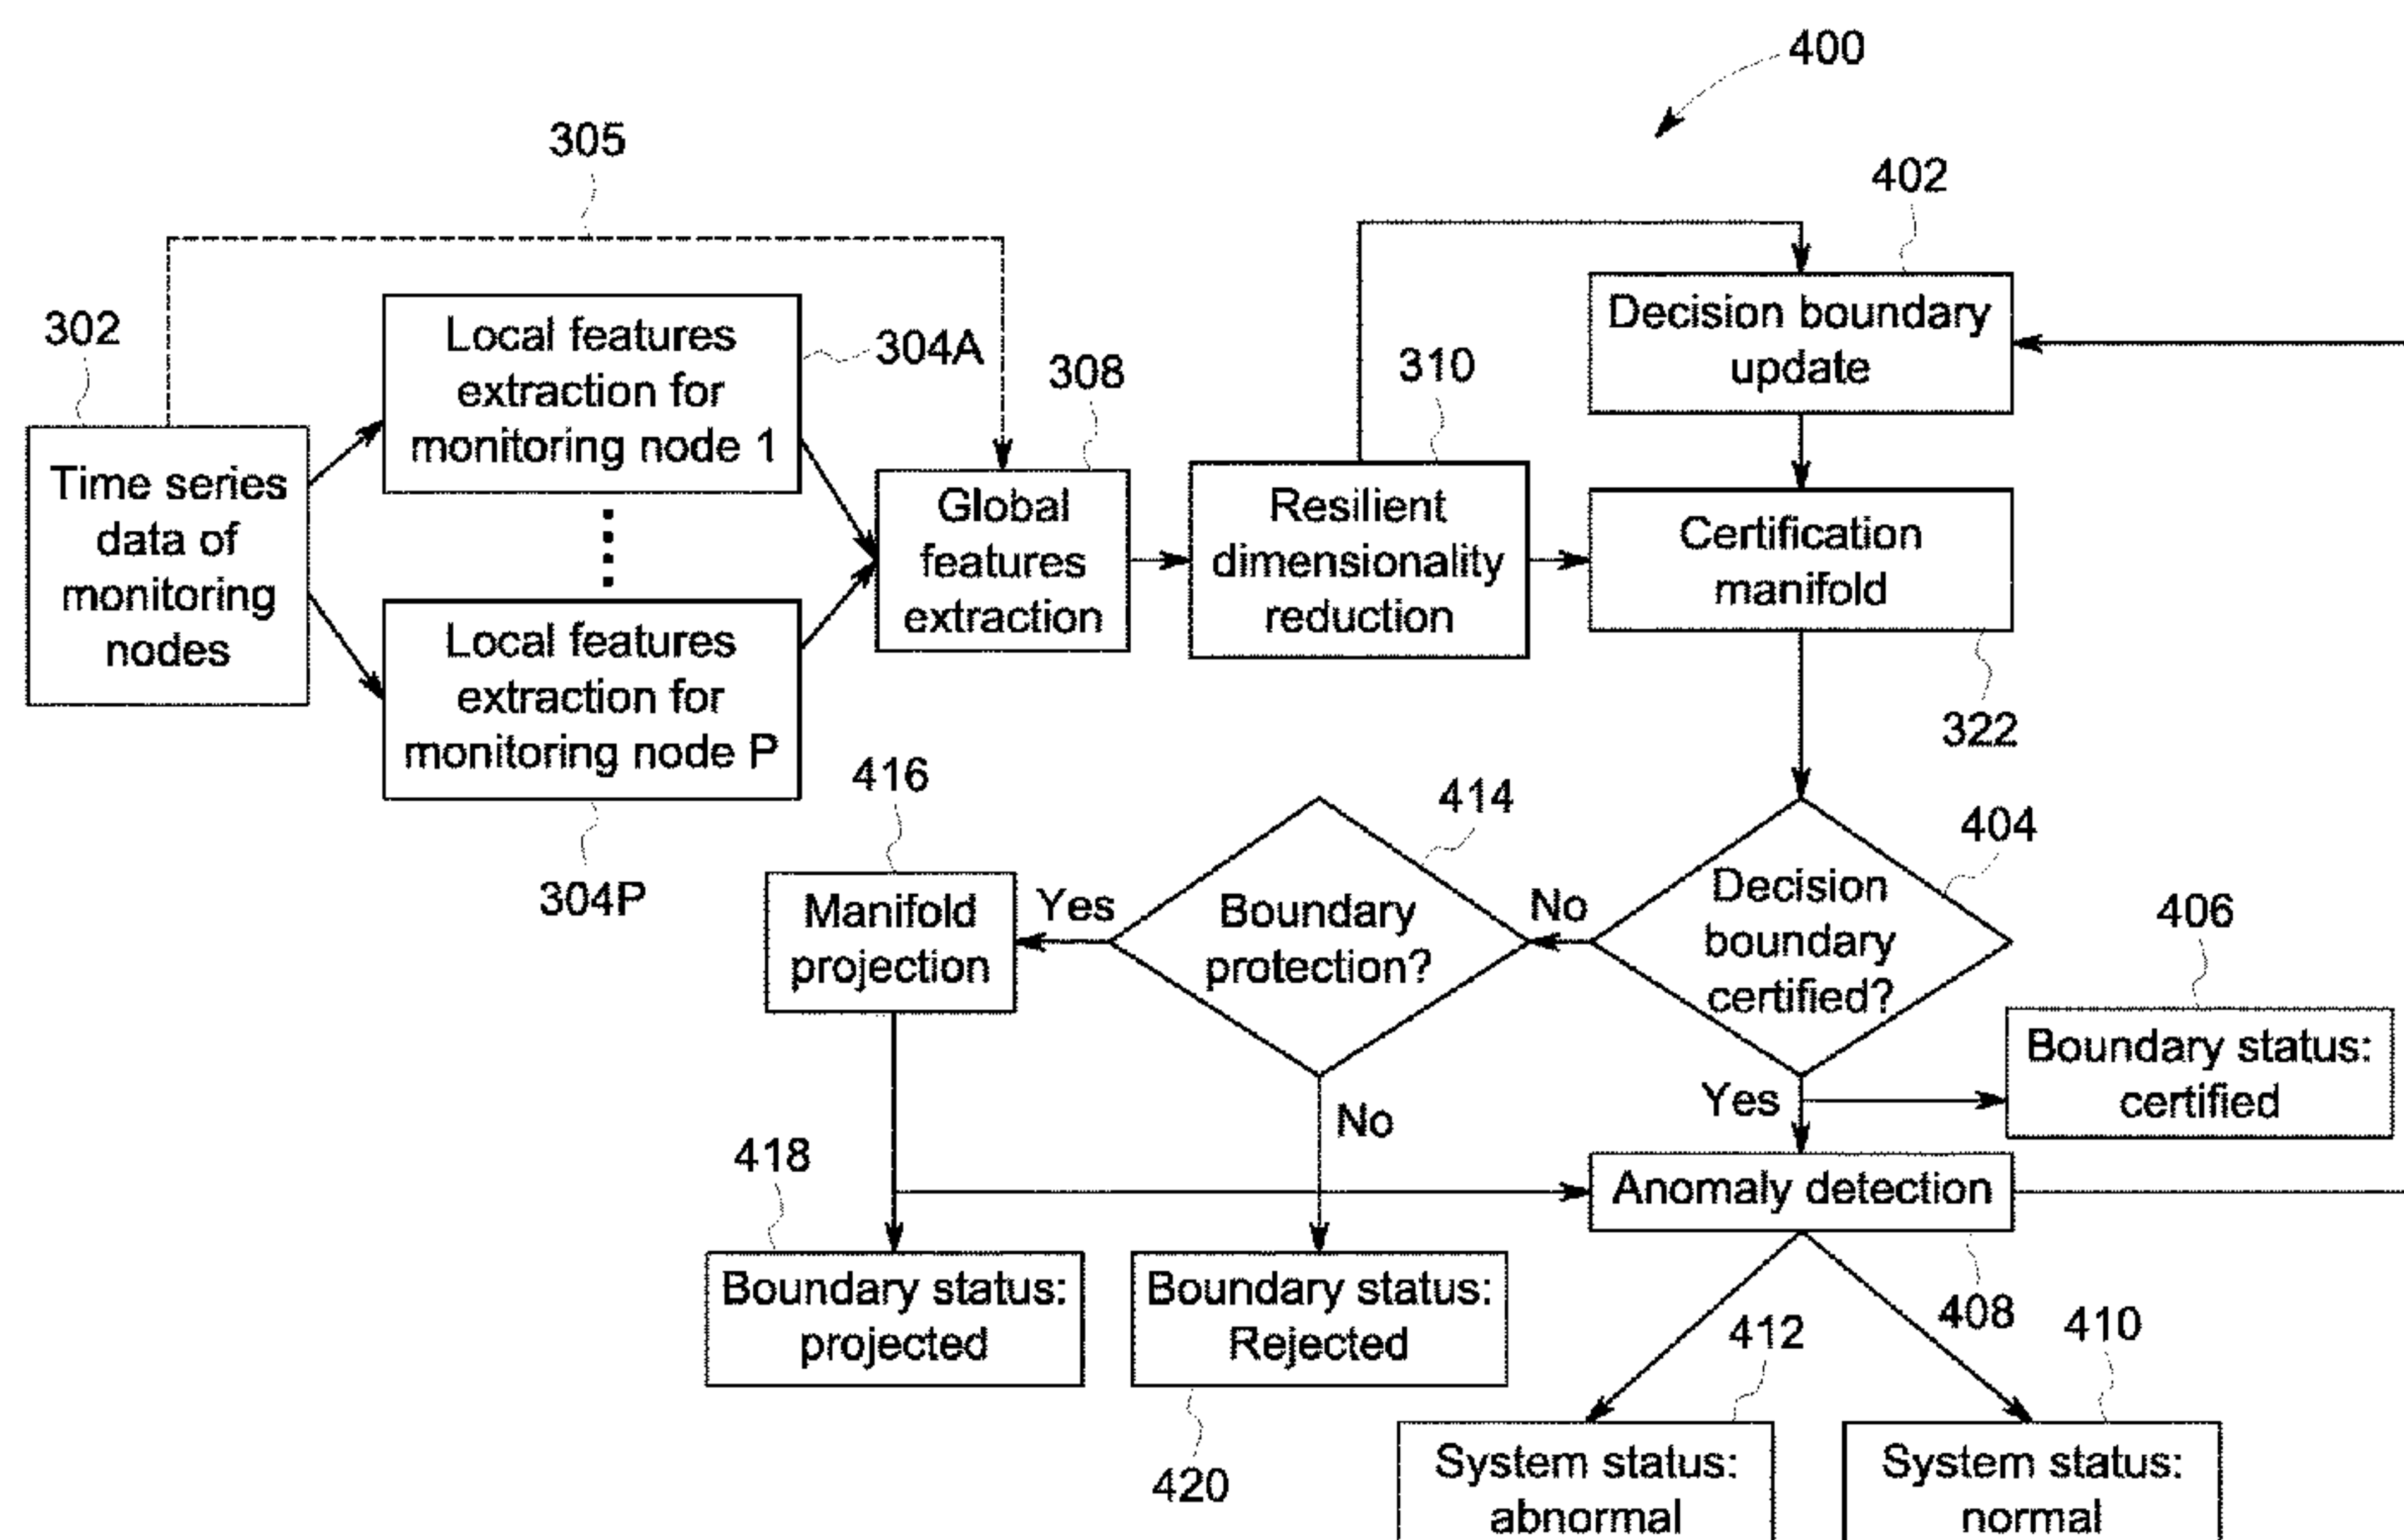 400
305
402
302
Local features
extraction for
monitoring node 1
304A
308
310
Decision boundary
update
Time series
data of
monitoring
nodes
Global
features
extraction
Resilient
dimensionality
reduction
Certification
manifold
322
Local features
extraction for
monitoring node P
304P
416
414
404
Manifold
projection
Yes
Boundary
protection?
No
Decision
boundary
certified?
406
Boundary status:
certified
Yes
No
418
Anomaly detection
408
Boundary status:
projected
Boundary status:
Rejected
420
412
410
System status:
abnormal
System status:
normal